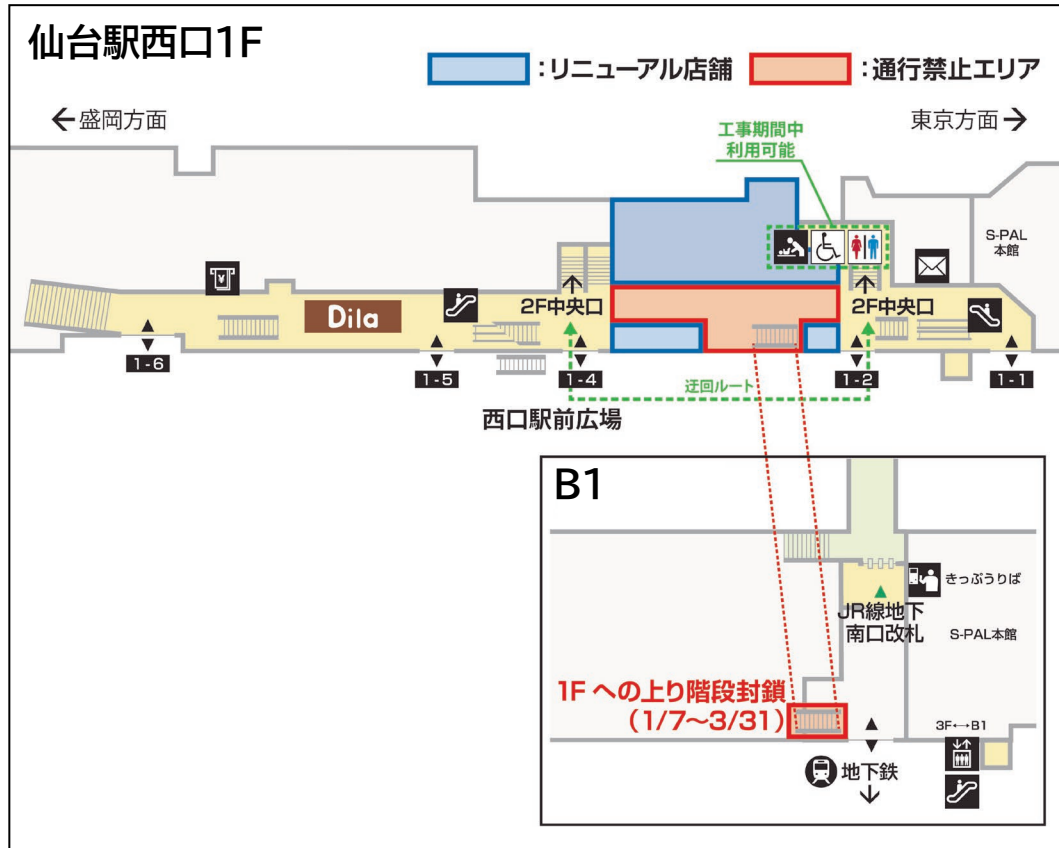 仙台駅西口1F
:リニューアル店舗
:通行禁止エリア
←盛岡方面
東京方面→
工事期間中
利用可能
S-PAL
本館
¥
Dila
2F中央口
2F中央口
1-6
1-5
1-4
1-2
1-1
迂回ルート
西口駅前広場
B1
きっぷうりば
JR線地下
南口改札
S-PAL本館
1Fへの上り階段封鎖
(1/7～3/31)
3F↔B1
地下鉄